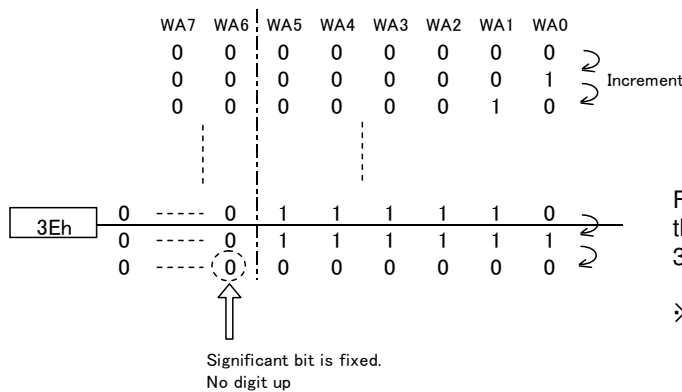 WA7 WA6 WA5 WA4 WA3 WA2 WA1 WA0
0 0 0 0 0 0 0 0
0 0 0 0 0 0 0 1
Increment
0 0 0 0 0 0 1 0
3Eh
0 ----- 0 1 1 1 1 1 0
0 ----- 0 1 1 1 1 1 1
0 ----- 0 0 0 0 0 0 0
Significant bit is fixed.
No digit up
F
th
3
※